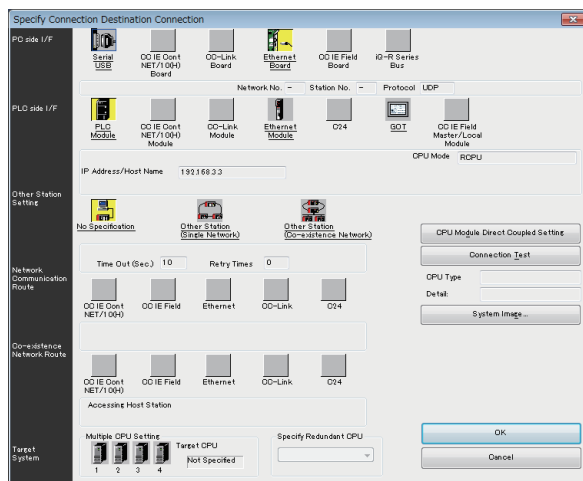 Specify Connection Destination Connection
PC side I/F
Serial USB
CC IE Cont NET/10(H) Board
CC-Link Board
Ethernet Board
CC IE Field Board
iQ-R Series Bus
Network No. - Station No. - Protocol UDP
PLC side I/F
PLC Module
CC IE Cont NET/10(H) Module
CC-Link Module
Ethernet Module
C24
GOT
CC IE Field Master/Local Module
CPU Mode RCPU
IP Address/Host Name 192.168.3.3
Other Station Setting
No Specification
Other Station (Single Network)
Other Station (Co-existence Network)
CPU Module Direct Coupled Setting
Time Out (Sec.) 10 Retry Times 0
Connection Test
Network Communication Route
CPU Type
Detail:
CC IE Cont NET/10(H)
CC IE Field
Ethernet
CC-Link
C24
System Image...
Co-existence Network Route
CC IE Cont NET/10(H)
CC IE Field
Ethernet
CC-Link
C24
Accessing Host Station
Target System
Multiple CPU Setting
1 2 3 4
Target CPU
Not Specified
Specify Redundant CPU
OK
Cancel